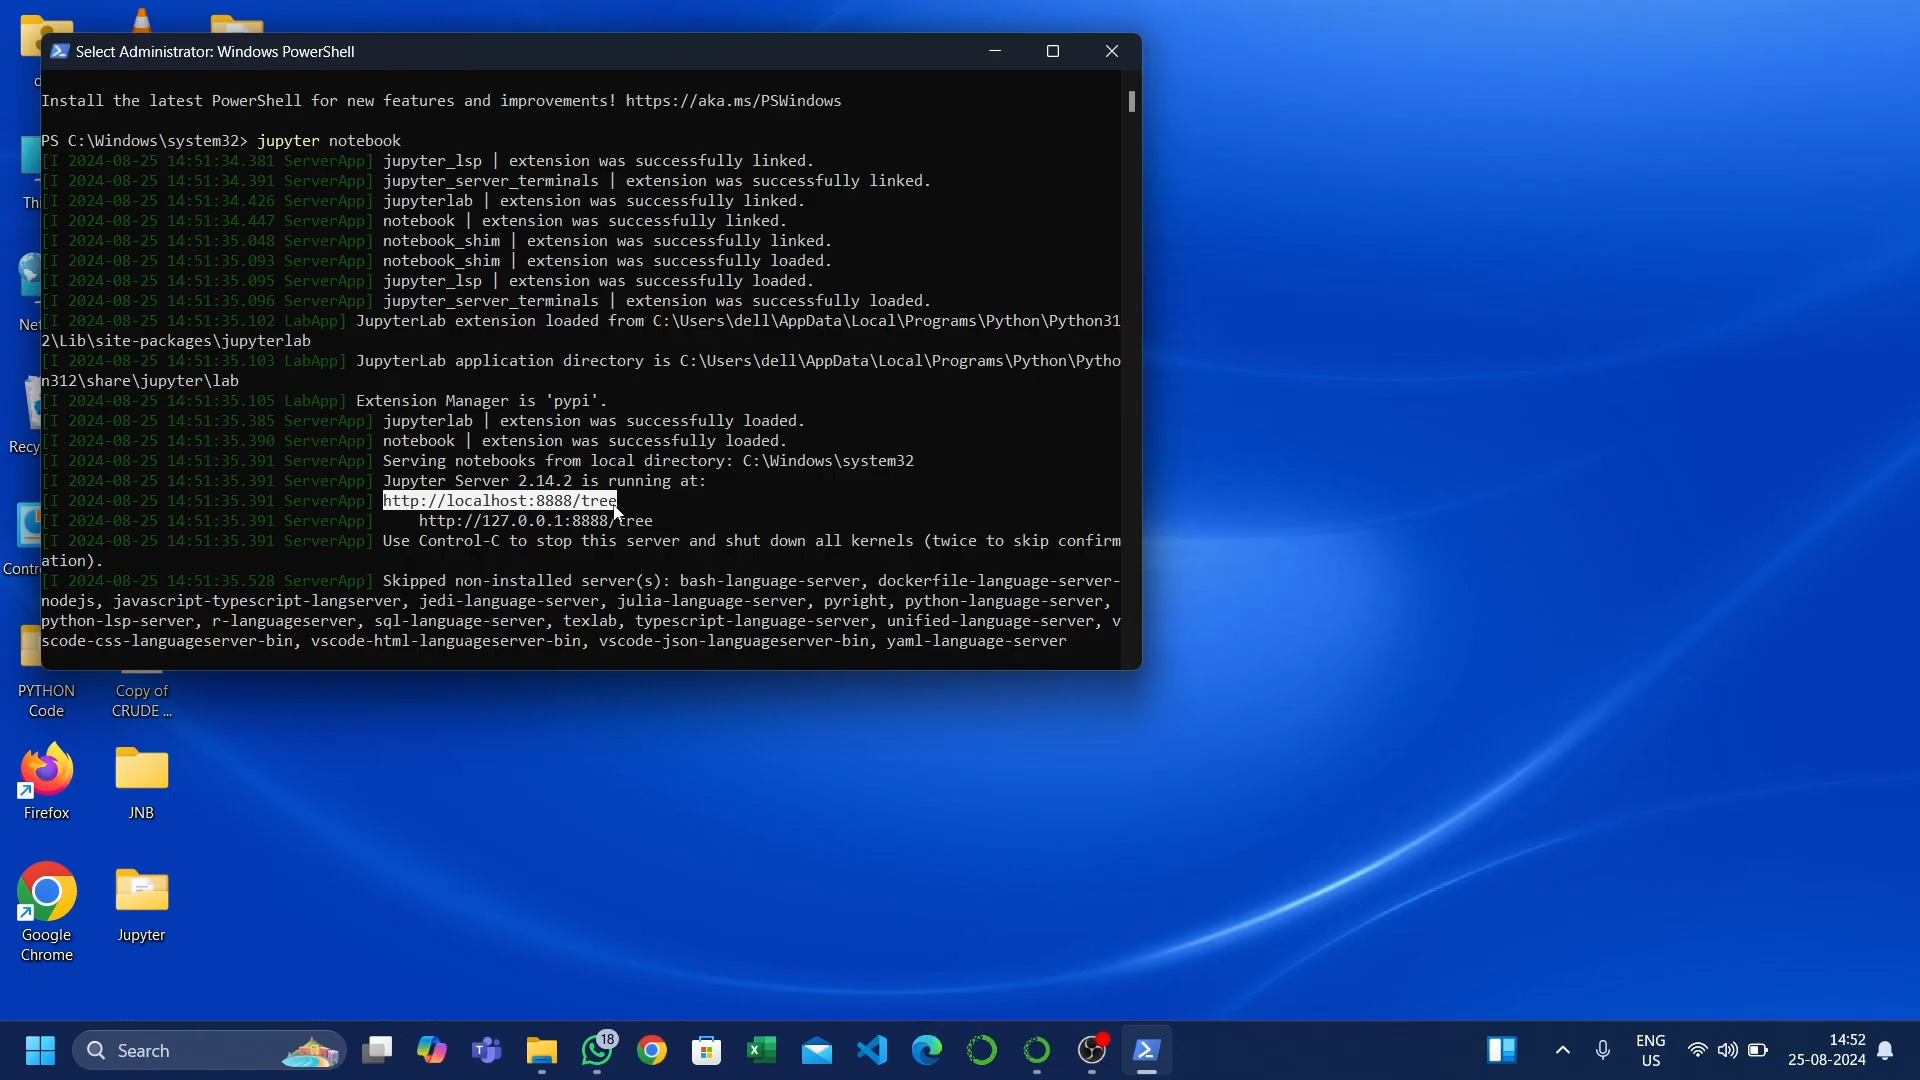 Select Administrator: Windows PowerShell
Install the latest PowerShell for new features and improvements! https://aka.ms/PSWindows
PS C:\Windows\system32> jupyter notebook
[I 2024-08-25 14:51:34.381 ServerApp] jupyter_lsp | extension was successfully linked.
[I 2024-08-25 14:51:34.391 ServerApp] jupyter_server_terminals | extension was successfully linked.
[I 2024-08-25 14:51:34.426 ServerApp] jupyterlab | extension was successfully linked.
[I 2024-08-25 14:51:34.447 ServerApp] notebook | extension was successfully linked.
[I 2024-08-25 14:51:35.048 ServerApp] notebook_shim | extension was successfully linked.
[I 2024-08-25 14:51:35.093 ServerApp] notebook_shim | extension was successfully loaded.
[I 2024-08-25 14:51:35.095 ServerApp] jupyter_lsp | extension was successfully loaded.
[I 2024-08-25 14:51:35.096 ServerApp] jupyter_server_terminals | extension was successfully loaded.
[I 2024-08-25 14:51:35.102 LabApp] JupyterLab extension loaded from C:\Users\dell\AppData\Local\Programs\Python\Python31
2\Lib\site-packages\jupyterlab
[I 2024-08-25 14:51:35.103 LabApp] JupyterLab application directory is C:\Users\dell\AppData\Local\Programs\Python\Pytho
n312\share\jupyter\lab
[I 2024-08-25 14:51:35.105 LabApp] Extension Manager is 'pypi'.
[I 2024-08-25 14:51:35.385 ServerApp] jupyterlab | extension was successfully loaded.
[I 2024-08-25 14:51:35.390 ServerApp] notebook | extension was successfully loaded.
[I 2024-08-25 14:51:35.391 ServerApp] Serving notebooks from local directory: C:\Windows\system32
[I 2024-08-25 14:51:35.391 ServerApp] Jupyter Server 2.14.2 is running at:
[I 2024-08-25 14:51:35.391 ServerApp] http://localhost:8888/tree
[I 2024-08-25 14:51:35.391 ServerApp]     http://127.0.0.1:8888/tree
[I 2024-08-25 14:51:35.391 ServerApp] Use Control-C to stop this server and shut down all kernels (twice to skip confirm
ation).
[I 2024-08-25 14:51:35.528 ServerApp] Skipped non-installed server(s): bash-language-server, dockerfile-language-server-
nodejs, javascript-typescript-langserver, jedi-language-server, julia-language-server, pyright, python-language-server,
python-lsp-server, r-languageserver, sql-language-server, texlab, typescript-language-server, unified-language-server, v
scode-css-languageserver-bin, vscode-html-languageserver-bin, vscode-json-languageserver-bin, yaml-language-server
PYTHON
Code
Copy of
CRUDE ...
Firefox
JNB
Google
Chrome
Jupyter
Search
18
ENG
US
14:52
25-08-2024